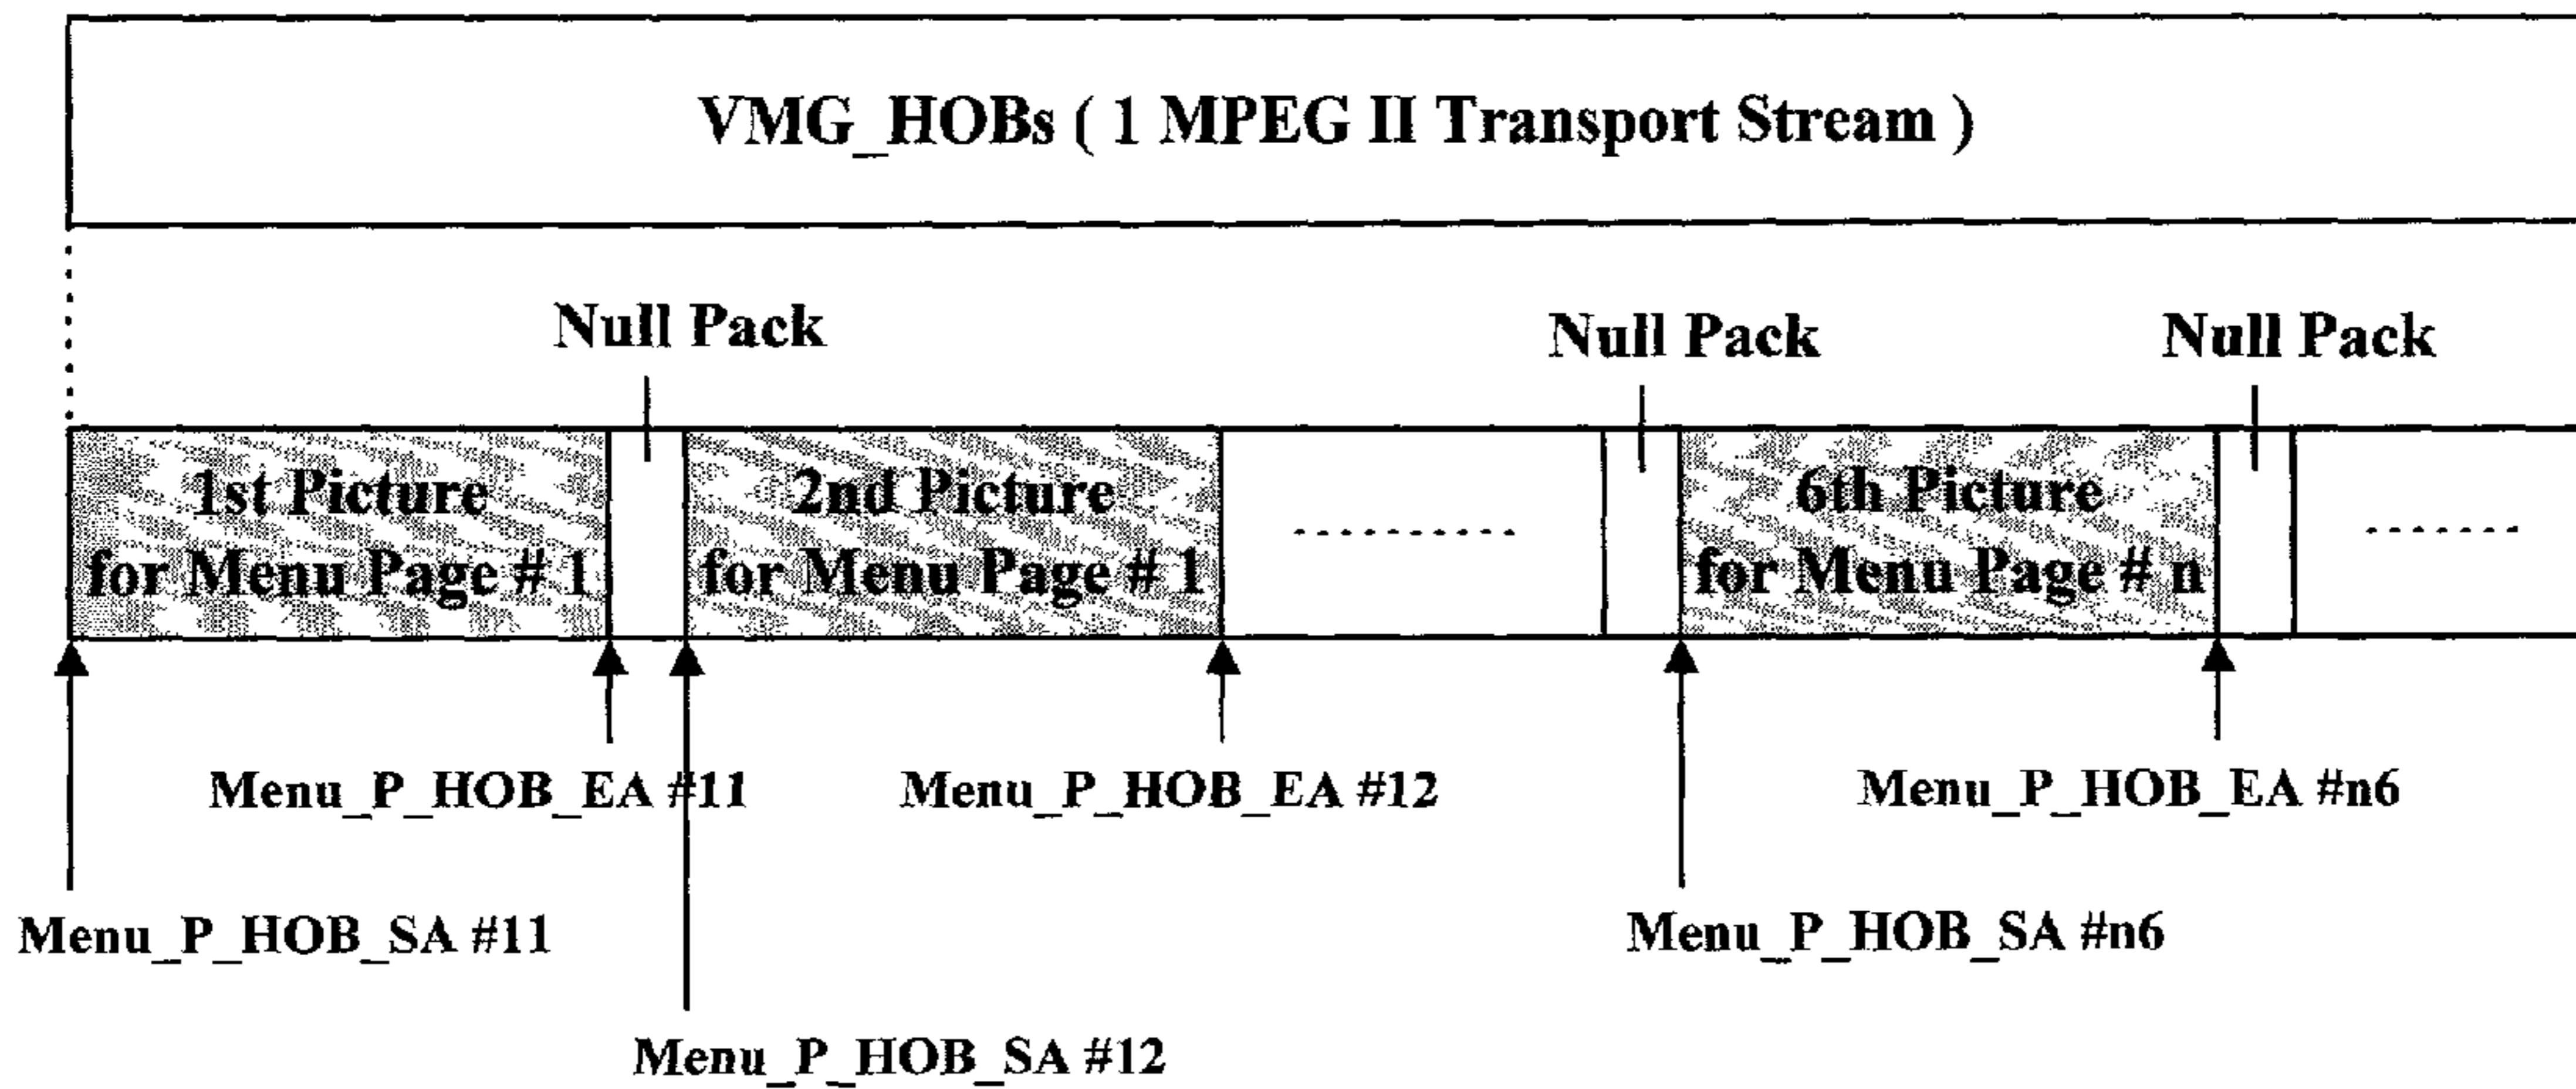 VMG_HOBs ( 1 MPEG II Transport Stream )
Null Pack
Null Pack
Null Pack
1st Picture
for Menu Page # 1
2nd Picture
for Menu Page # 1
6th Picture
for Menu Page # n
Menu_P_HOB_EA #11
Menu_P_HOB_EA #12
Menu_P_HOB_EA #n6
Menu_P_HOB_SA #11
Menu_P_HOB_SA #n6
Menu_P_HOB_SA #12